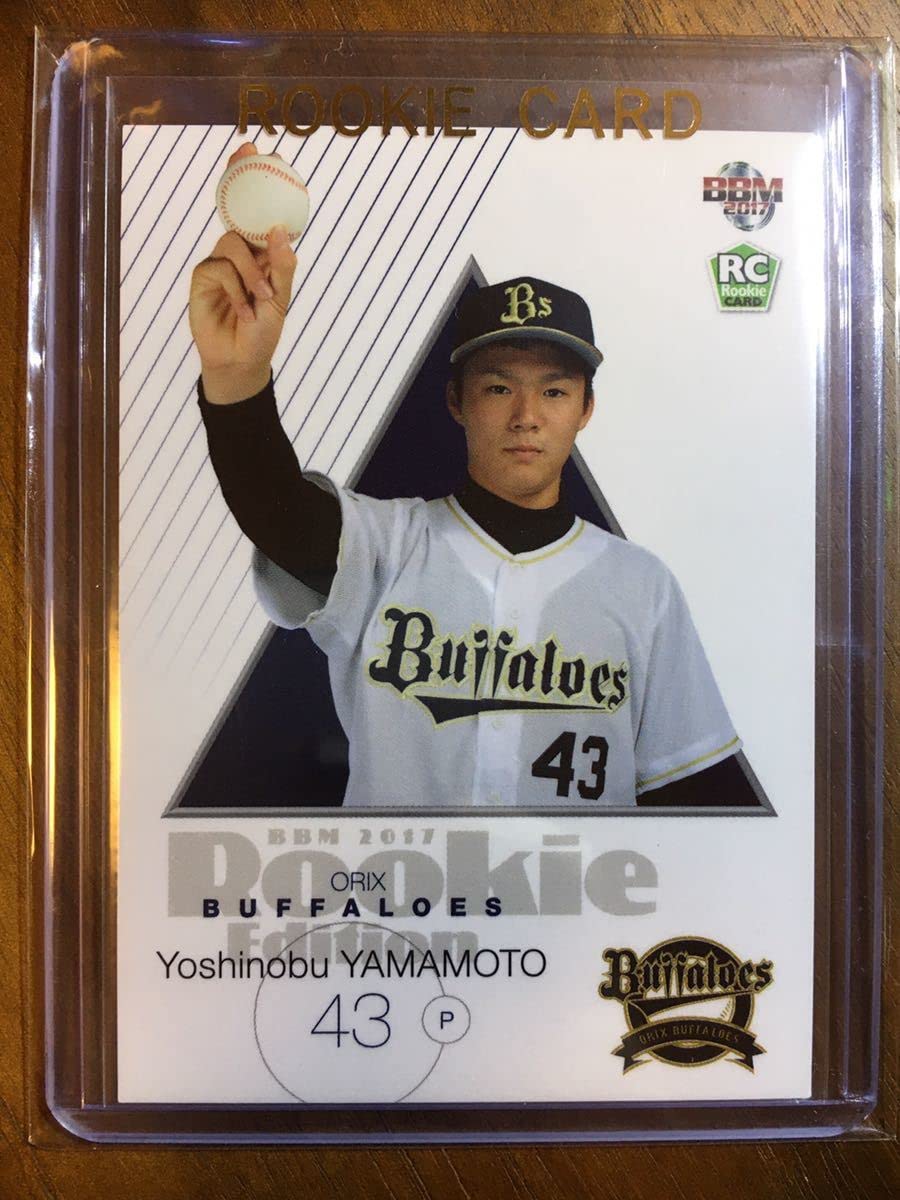 ROOKIE CARD
BBM
2017
RC
Rookie
CARD
Bs
Buffaloes
43
BBM 2017
Rookie
Edition
ORIX
BUFFALOES
Yoshinobu YAMAMOTO
43 P
Buffaloes
ORIX BUFFALOES